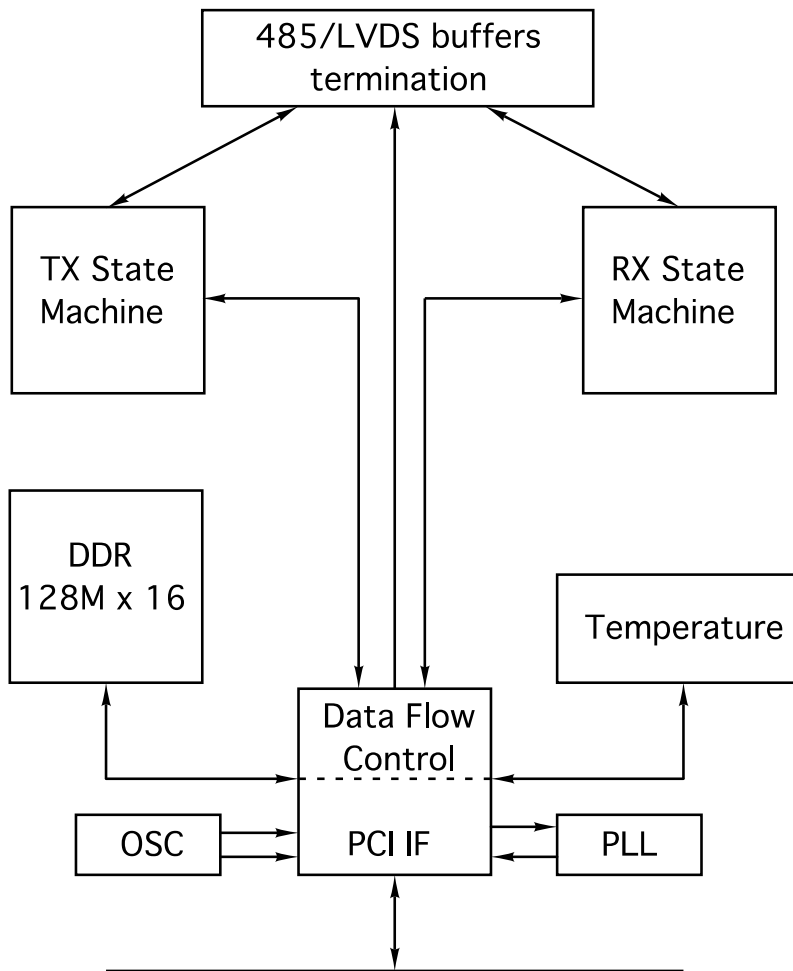 485/LVDS buffers
termination
TX State
Machine
RX State
Machine
DDR
128M x 16
Temperature
Data Flow
Control
OSC
PCI IF
PLL